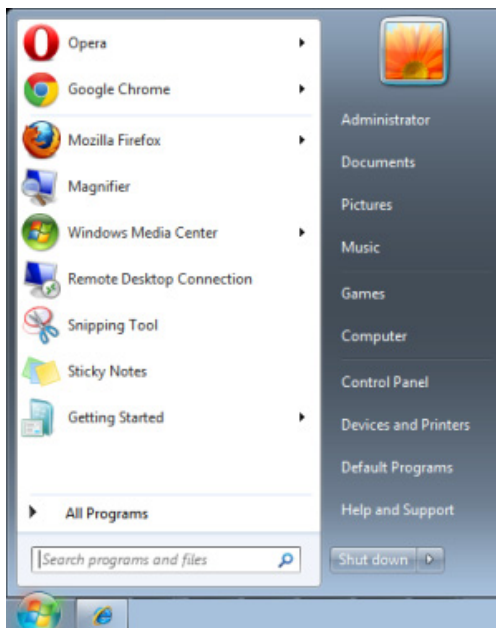 Opera
Google Chrome
Mozilla Firefox
Magnifier
Windows Media Center
Remote Desktop Connection
Snipping Tool
Sticky Notes
Getting Started
All Programs
Search programs and files
Administrator
Documents
Pictures
Music
Games
Computer
Control Panel
Devices and Printers
Default Programs
Help and Support
Shut down